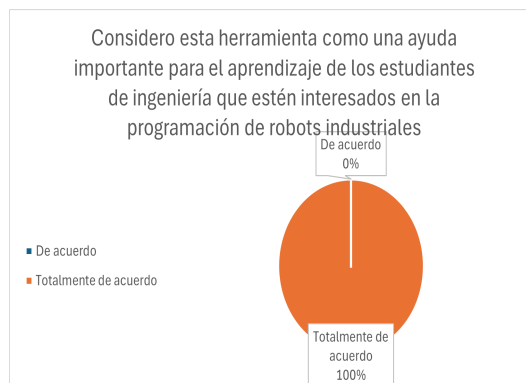 Considero esta herramienta como una ayuda
importante para el aprendizaje de los estudiantes
de ingeniería que estén interesados en la
programación de robots industriales
De acuerdo
0%
De acuerdo
Totalmente de acuerdo
Totalmente de
acuerdo
100%